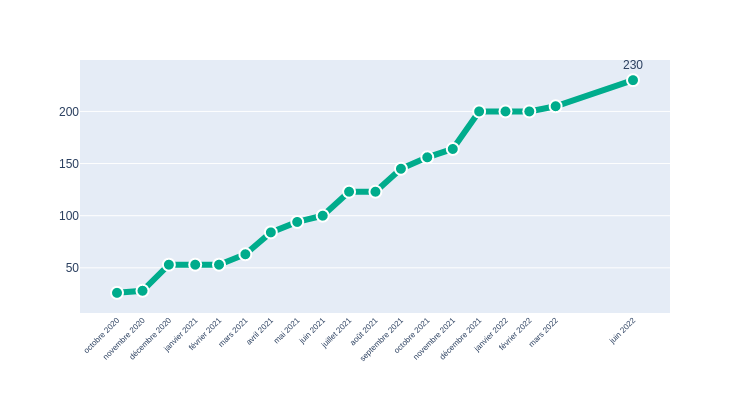 230
200
150
100
50
octobre 2020
novembre 2020
décembre 2020
janvier 2021
février 2021
mars 2021
avril 2021
mai 2021
juin 2021
juillet 2021
août 2021
septembre 2021
octobre 2021
novembre 2021
décembre 2021
janvier 2022
février 2022
mars 2022
juin 2022